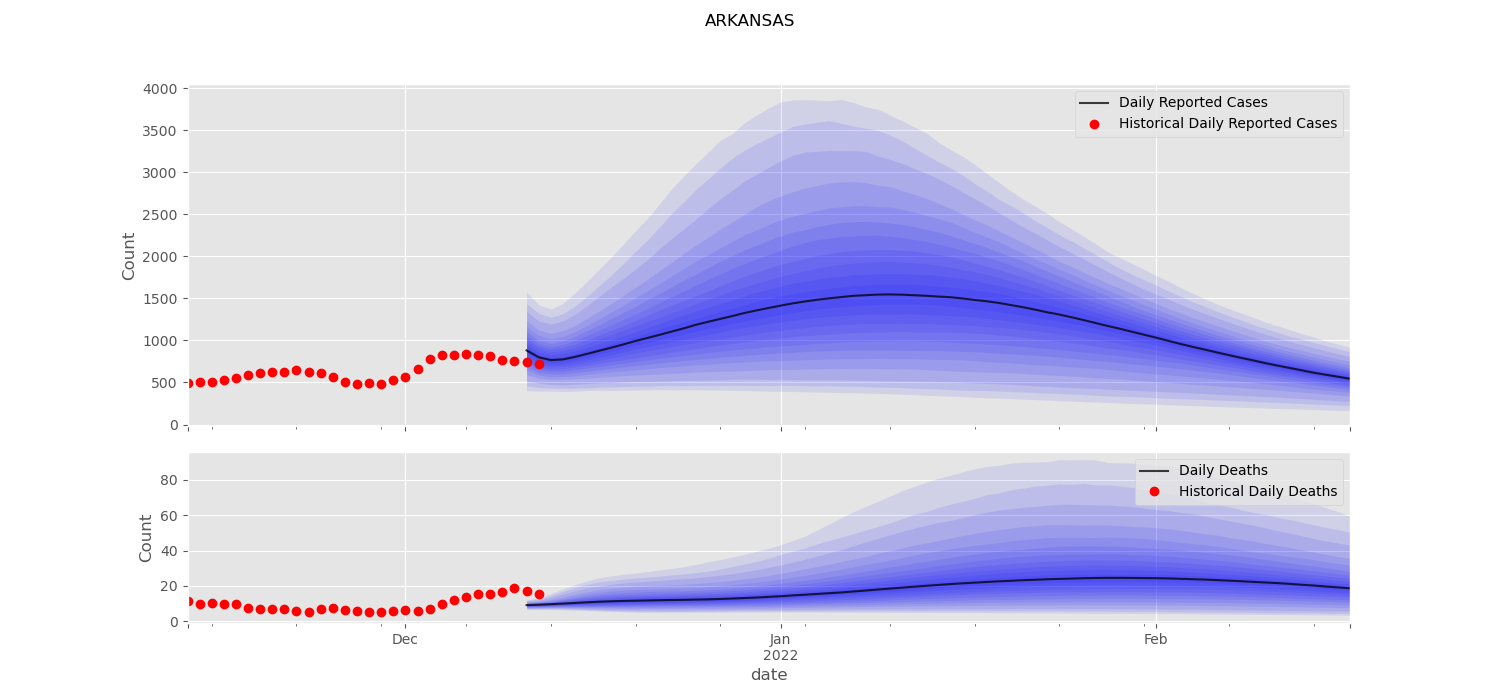 ARKANSAS
4000
3500
3000
2500
2000
1500
1000
500
0
Count
Daily Reported Cases
Historical Daily Reported Cases
80
60
40
20
0
Count
Daily Deaths
Historical Daily Deaths
Dec
Jan
2022
Feb
date